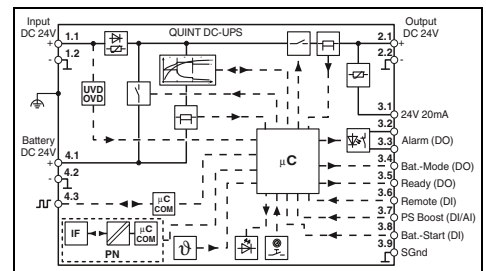 Input
DC 24V
QUINT DC-UPS
Output
DC 24V
1.1
+
1.2
-
2.1
+
2.2
-
UVD
OVD
3.1
24V 20mA
3.2
Alarm (DO)
3.3
Battery
DC 24V
4.1
+
4.2
-
4.3
µC
3.4
Bat.-Mode (DO)
3.5
Ready (DO)
3.6
Remote (DI)
3.7
PS Boost (DI/AI)
3.8
Bat.-Start (DI)
3.9
SGnd
µC
COM
IF
µC
COM
PN
ϑ